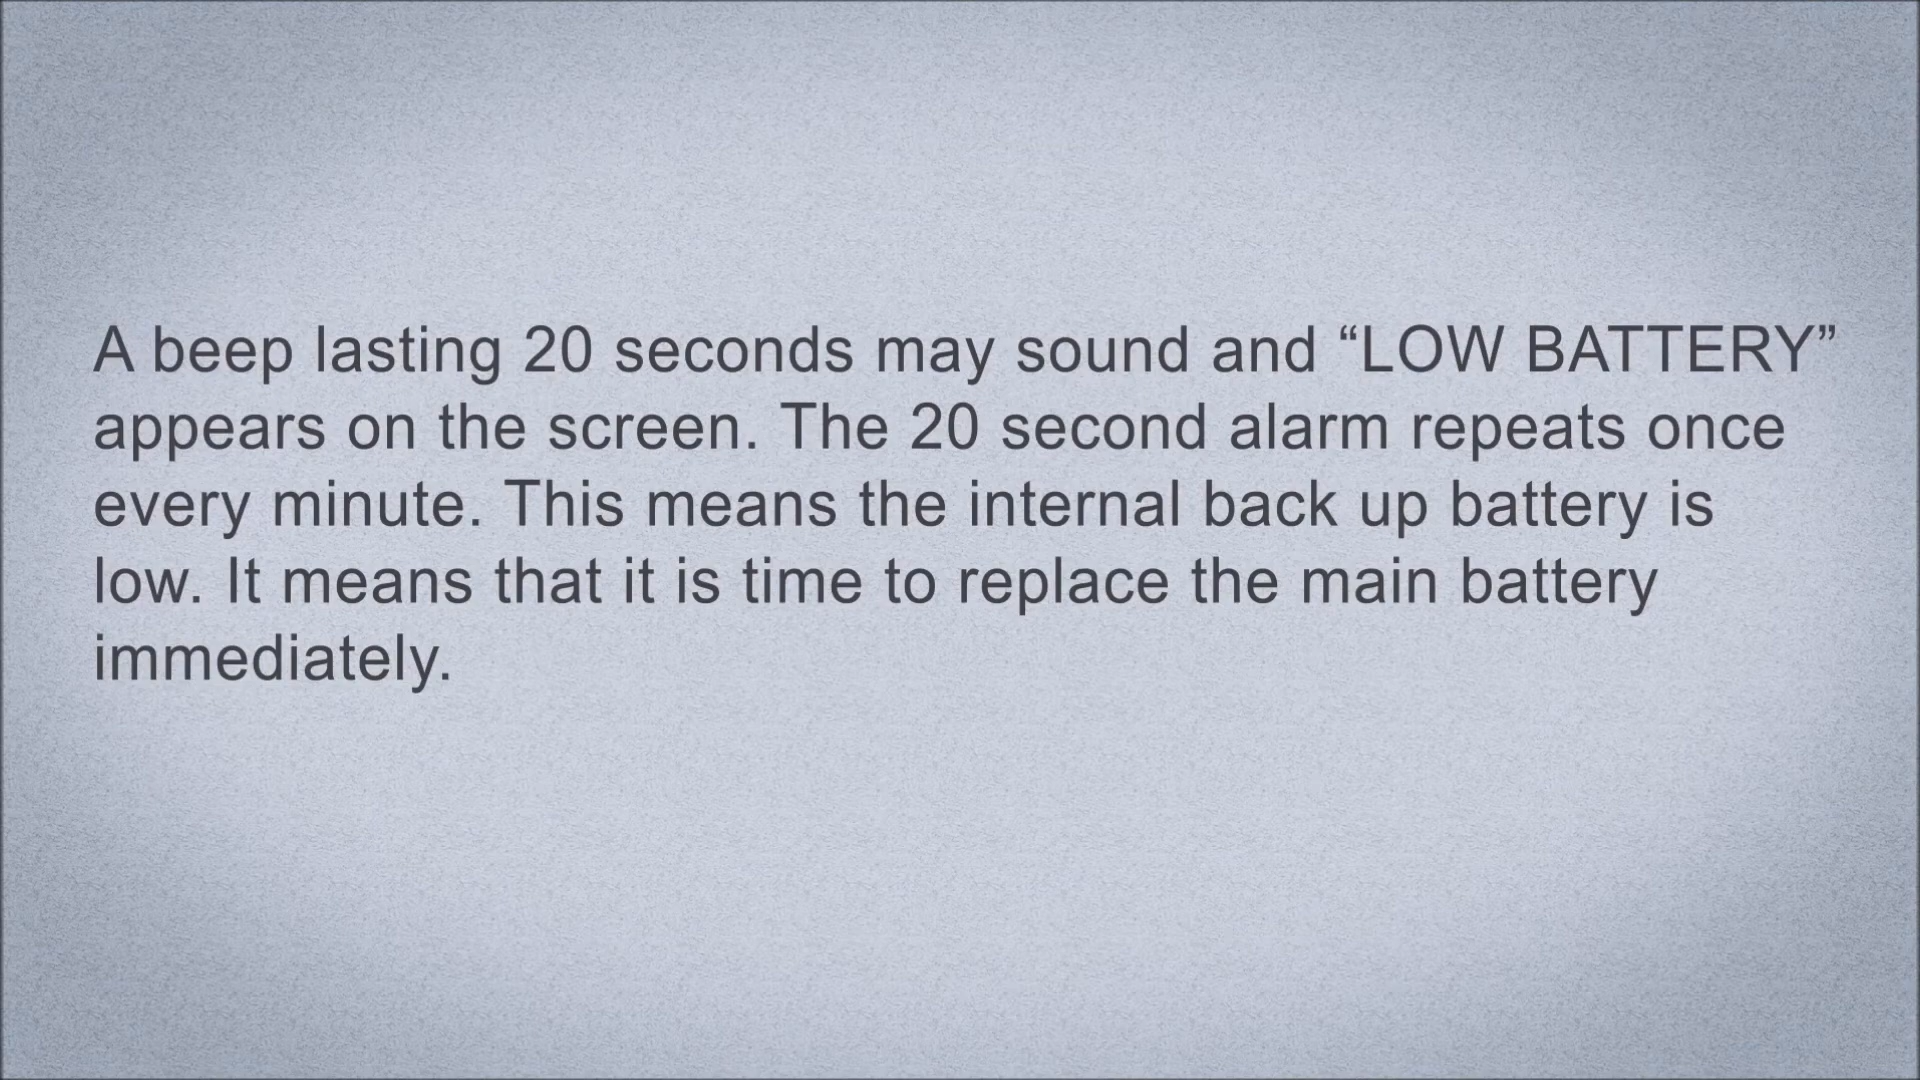 A beep lasting 20 seconds may sound and “LOW BATTERY”
appears on the screen. The 20 second alarm repeats once
every minute. This means the internal back up battery is
low. It means that it is time to replace the main battery
immediately.